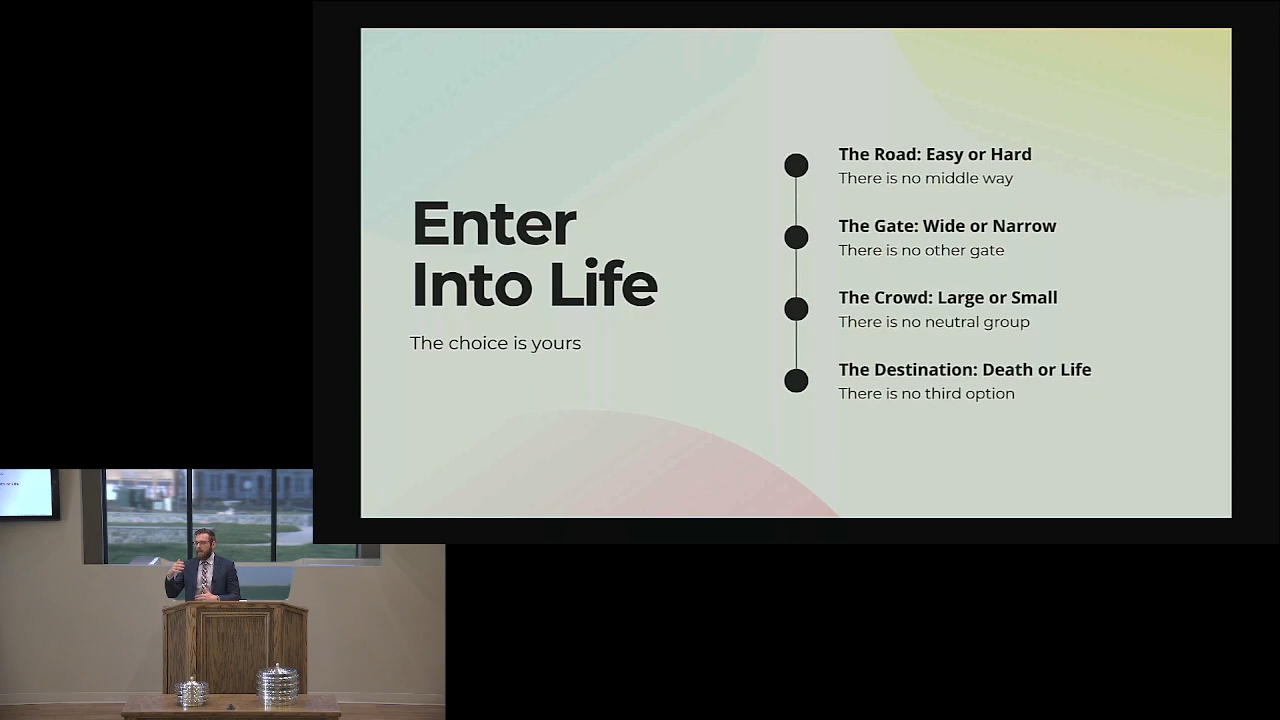 Enter
Into Life
The choice is yours
The Road: Easy or Hard
There is no middle way
The Gate: Wide or Narrow
There is no other gate
The Crowd: Large or Small
There is no neutral group
The Destination: Death or Life
There is no third option